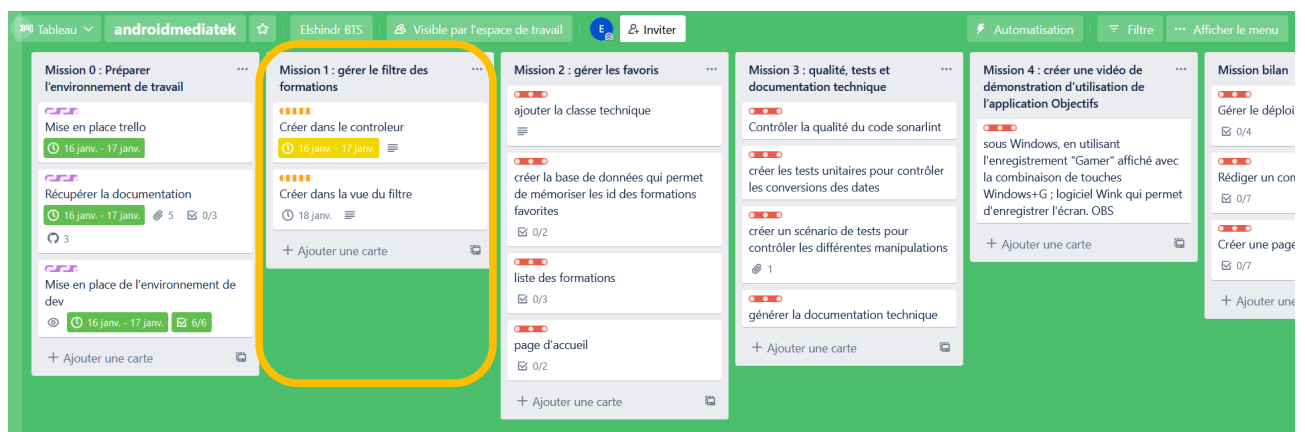 Tableau
androidmediatek
Elshindr BTS
Visible par l'espace de travail
E
Inviter
Automatisation
Filtre
Afficher le menu
Mission 0 : Préparer
l'environnement de travail
Mise en place trello
16 janv. - 17 janv.
Récupérer la documentation
16 janv. - 17 janv. 5 0/3
3
Mise en place de l'environnement de
dev
16 janv. - 17 janv. 6/6
+ Ajouter une carte
Mission 1 : gérer le filtre des
formations
Créer dans le controleur
16 janv. - 17 janv.
Créer dans la vue du filtre
18 janv.
+ Ajouter une carte
Mission 2 : gérer les favoris
ajouter la classe technique
créer la base de données qui permet
de mémoriser les id des formations
favorites
0/2
liste des formations
0/3
page d'accueil
0/2
+ Ajouter une carte
Mission 3 : qualité, tests et
documentation technique
Contrôler la qualité du code sonarlint
créer les tests unitaires pour contrôler
les conversions des dates
créer un scénario de tests pour
contrôler les différentes manipulations
1
générer la documentation technique
+ Ajouter une carte
Mission 4 : créer une vidéo de
démonstration d'utilisation de
l'application Objectifs
sous Windows, en utilisant
l'enregistrement "Gamer" affiché avec
la combinaison de touches
Windows+G ; logiciel Wink qui permet
d'enregistrer l'écran. OBS
+ Ajouter une carte
Mission bilan
Gérer le déploi
0/4
Rédiger un con
0/7
Créer une page
0/7
+ Ajouter une